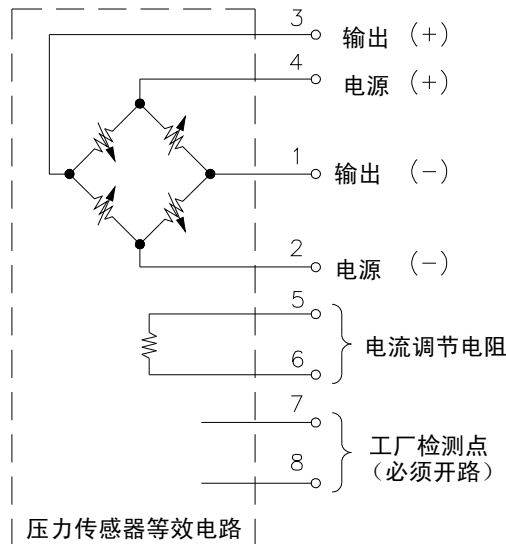 3 输出 (+)
4 电源 (+)
1 输出 (-)
2 电源 (-)
5
电流调节电阻
6
7
工厂检测点
(必须开路)
8
压力传感器等效电路